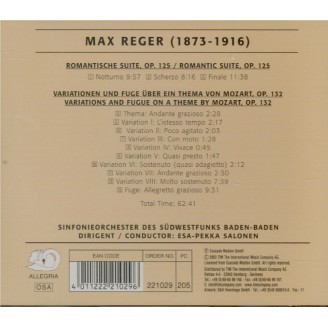 MAX REGER (1873-1916)
ROMANTISCHE SUITE, OP. 125 / ROMANTIC SUITE, OP. 125
Notturno 9:57 Scherzo 8:16 Finale 11:38
VARIATIONEN UND FUGE ÜBER EIN THEMA VON MOZART, OP. 132
VARIATIONS AND FUGUE ON A THEME BY MOZART, OP. 132
Thema: Andante grazioso 2:28
Variation I: L'istesso tempo 2:17
Variation II: Poco agitato 2:03
Variation III: Con moto 1:28
Variation IV: Vivace 0:45
Variation V: Quasi presto 1:47
Variation VI: Sostenuto (quasi adagietto) 2:12
Variation VII: Andante grazioso 2:51
Variation VIII: Molto sostenuto 7:59
Fuge: Allegretto grazioso 9:31
Total Time: 62:41
SINFONIEORCHESTER DES SÜDWESTFUNKS BADEN-BADEN
DIRIGENT / CONDUCTOR: ESA-PEKKA SALONEN
ALLEGRIA
GSA
EAN-CODE
4 011222 210296
ORDER-NO. PC
221029 205